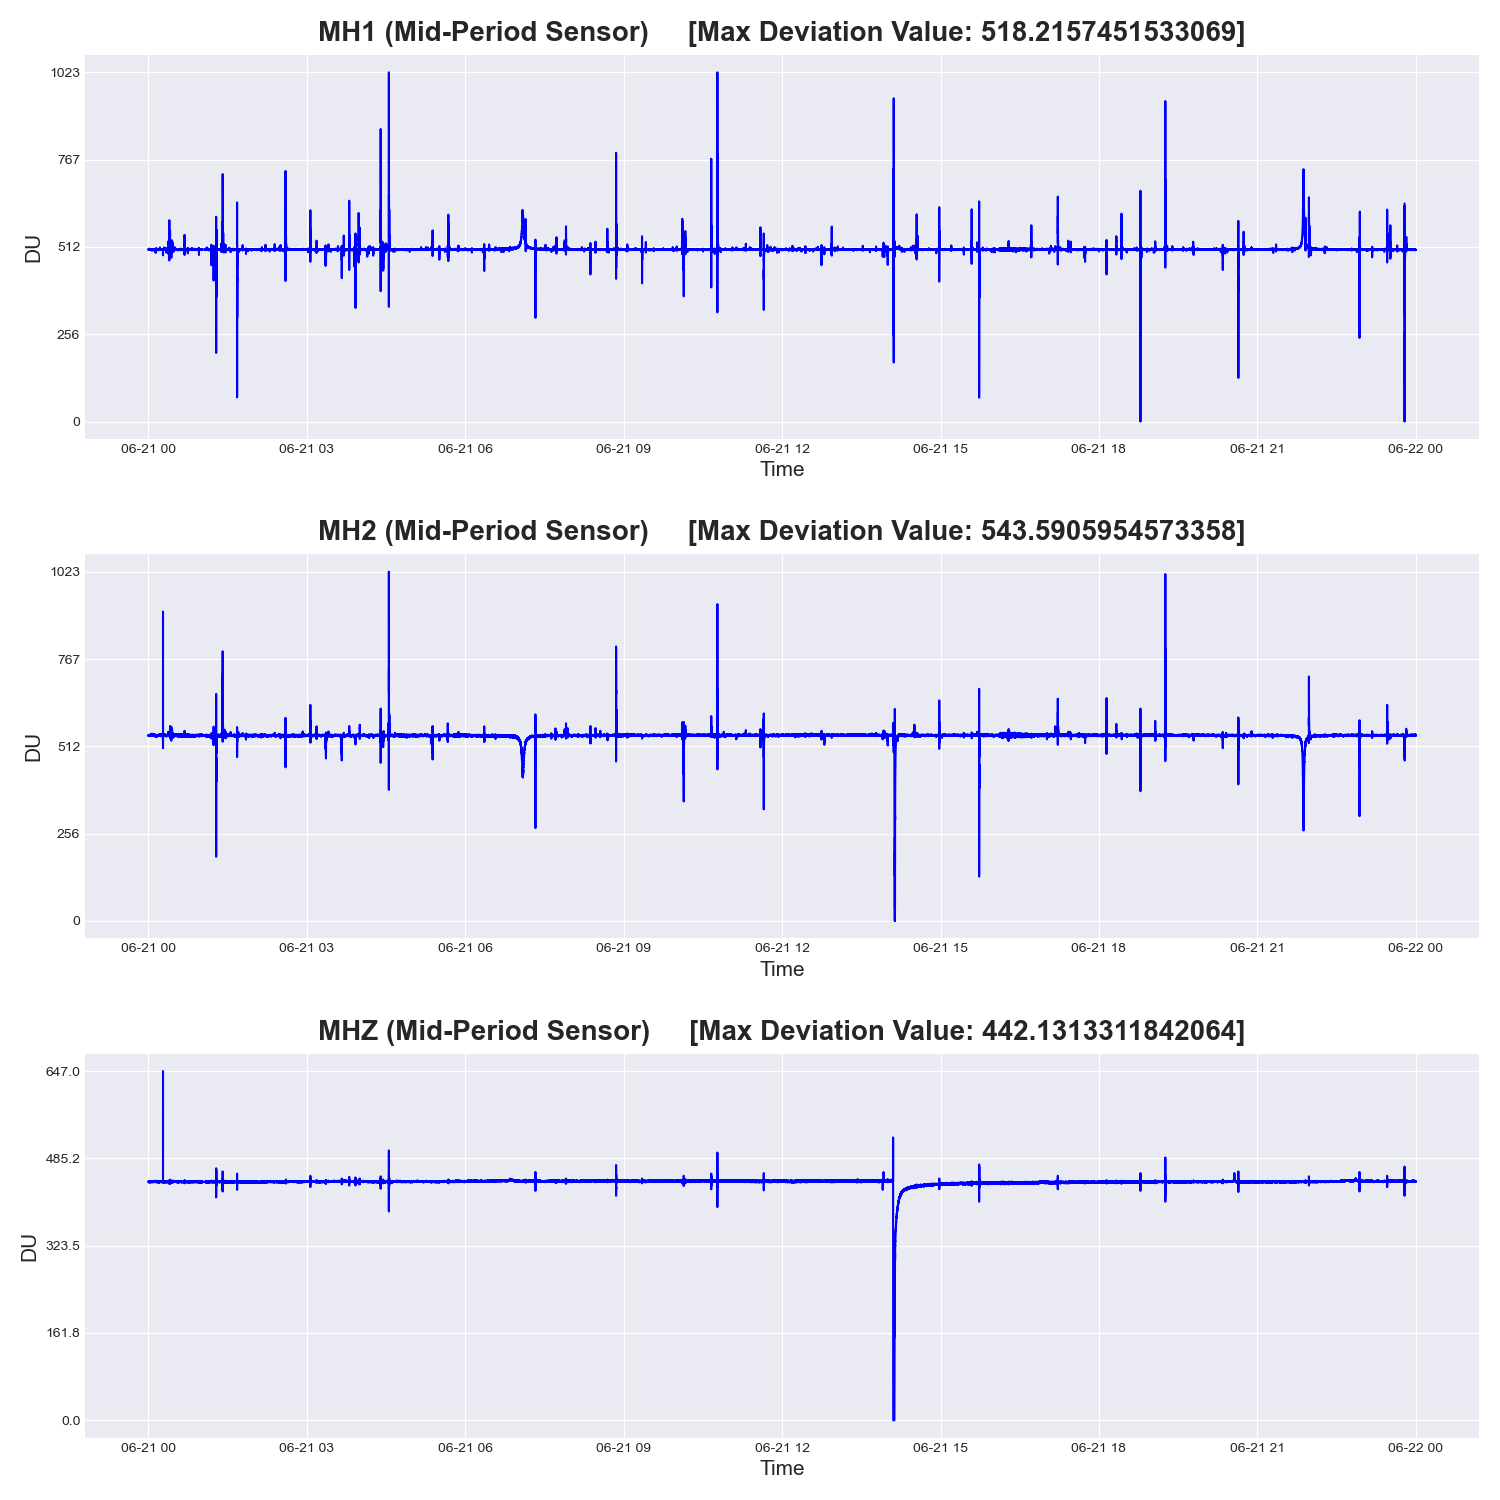 MH1 (Mid-Period Sensor) [Max Deviation Value: 518.2157451533069]
1023
767
512
256
0
DU
06-21 00 06-21 03 06-21 06 06-21 09 06-21 12 06-21 15 06-21 18 06-21 21 06-22 00
Time
MH2 (Mid-Period Sensor) [Max Deviation Value: 543.5905954573358]
1023
767
512
256
0
DU
06-21 00 06-21 03 06-21 06 06-21 09 06-21 12 06-21 15 06-21 18 06-21 21 06-22 00
Time
MHZ (Mid-Period Sensor) [Max Deviation Value: 442.1313311842064]
647.0
485.2
323.5
161.8
0.0
DU
06-21 00 06-21 03 06-21 06 06-21 09 06-21 12 06-21 15 06-21 18 06-21 21 06-22 00
Time